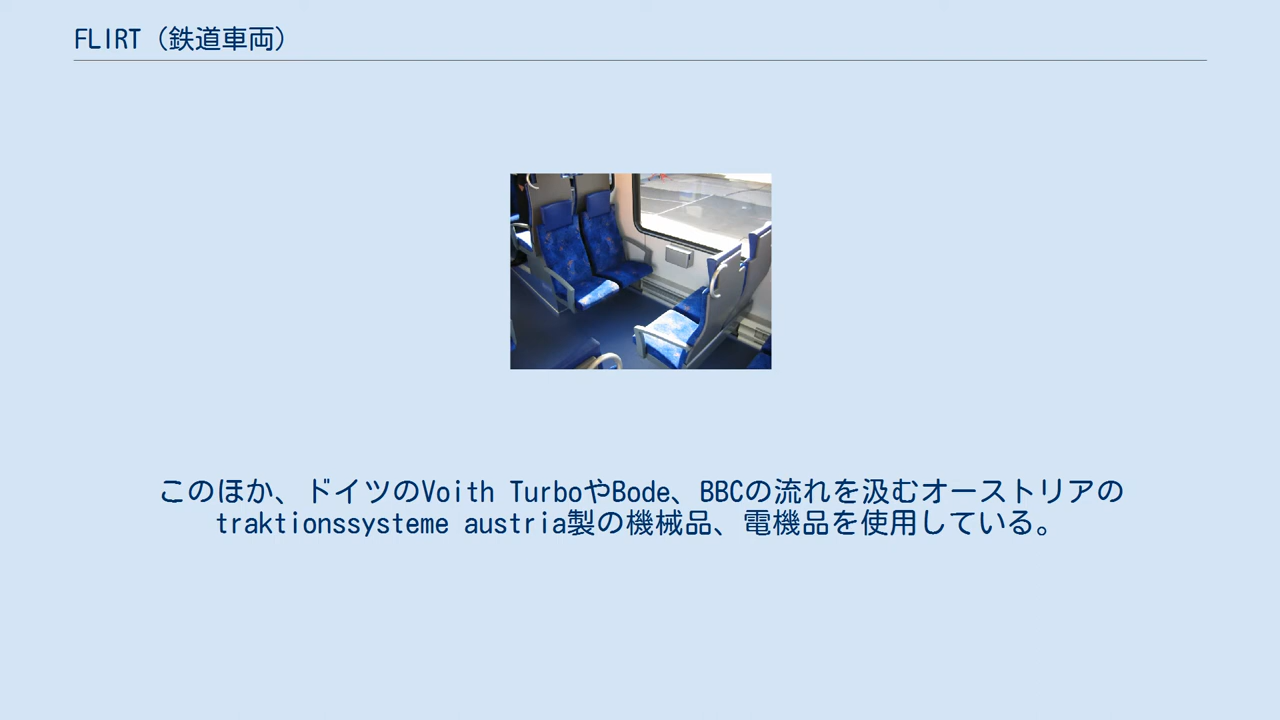 FLIRT（鉄道車両）
このほか、ドイツのVoith TurboやBode、BBCの流れを汲むオーストリアの
traktionssysteme austria製の機械品、電機品を使用している。